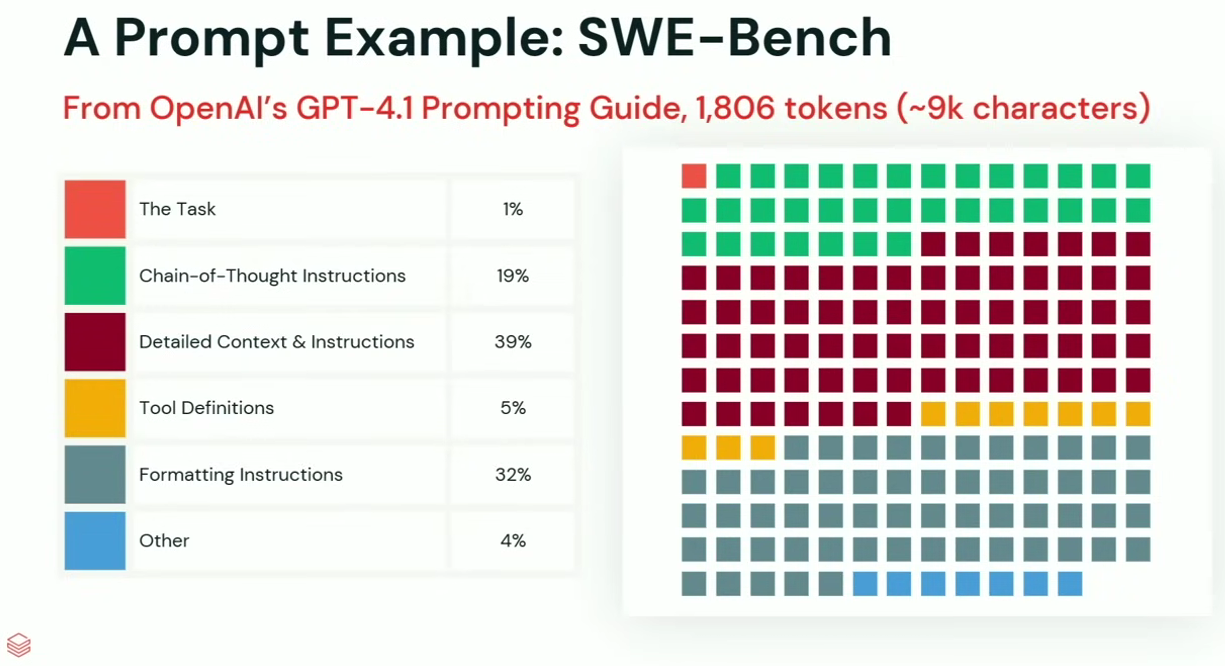 A Prompt Example: SWE-Bench
From OpenAI's GPT-4.1 Prompting Guide, 1,806 tokens (~9k characters)
The Task 1%
Chain-of-Thought Instructions 19%
Detailed Context & Instructions 39%
Tool Definitions 5%
Formatting Instructions 32%
Other 4%